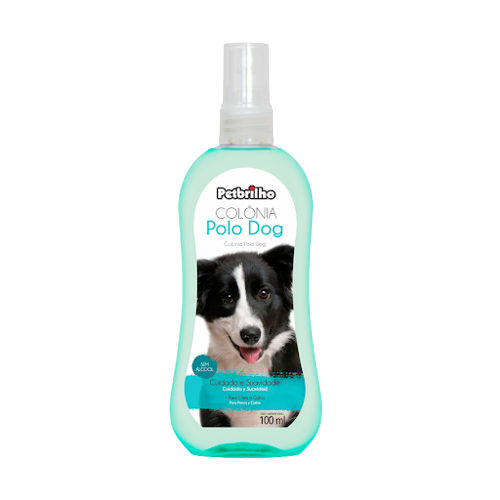 Petbrilho
COLÔNIA
Polo Dog
Colonia Polo Dog
SEM
ÁLCOOL
Cuidado e Suavidade
Cuidado y Suavidad
Para Cães e Gatos
Para Perros e Gatos
100 ml